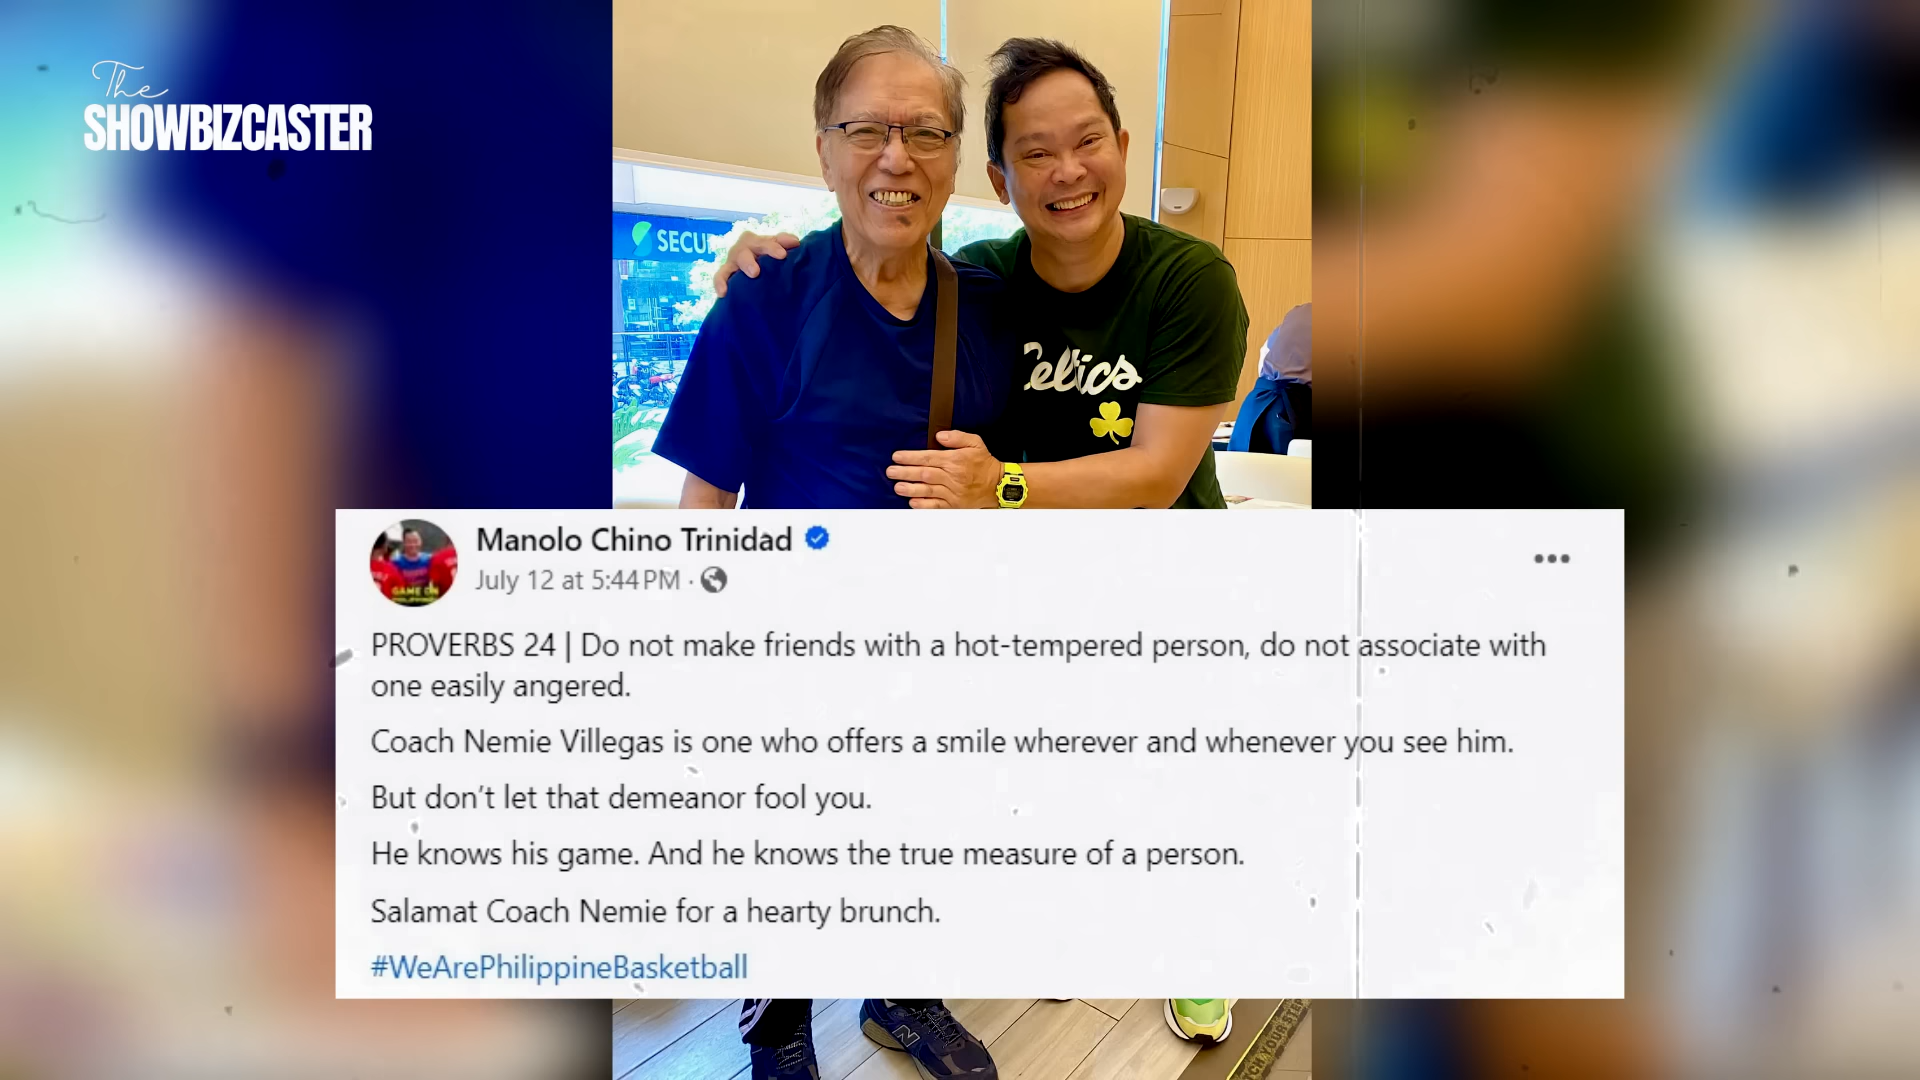 The
SHOWBIZCASTER
SECU
Celtics
Manolo Chino Trinidad
July 12 at 5:44 PM ·
PROVERBS 24 | Do not make friends with a hot-tempered person, do not associate with
one easily angered.
Coach Nemie Villegas is one who offers a smile wherever and whenever you see him.
But don't let that demeanor fool you.
He knows his game. And he knows the true measure of a person.
Salamat Coach Nemie for a hearty brunch.
#WeArePhilippineBasketball
N
YOUR